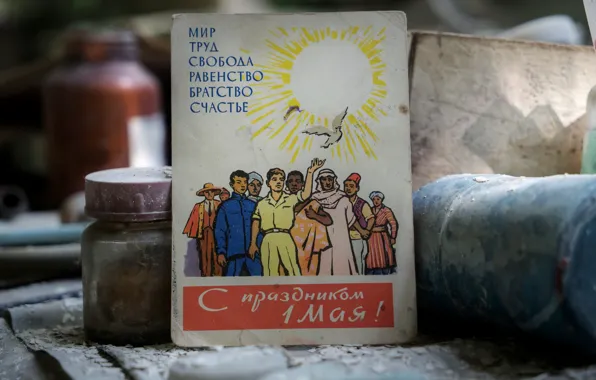 МИР
ТРУД
СВОБОДА
РАВЕНСТВО
БРАТСТВО
СЧАСТЬЕ
С праздником
1 Мая!